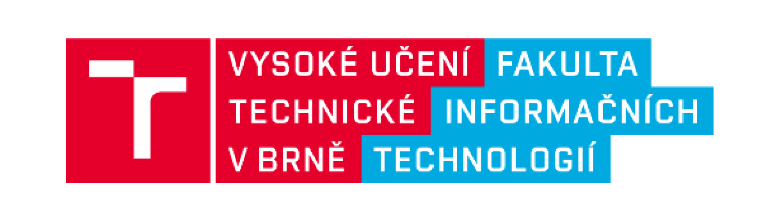 VYSOKÉ UČENÍ FAKULTA
TECHNICKÉ INFORMAČNÍCH
V BRNĚ TECHNOLOGIÍ